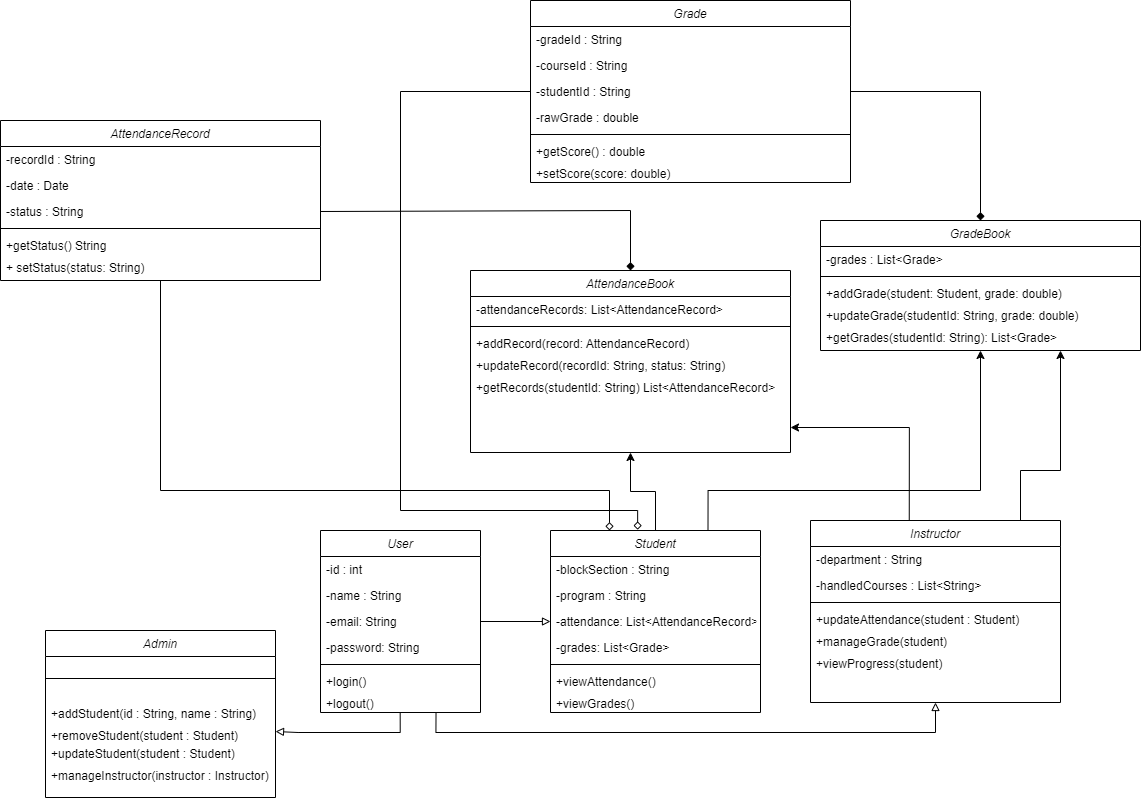 Grade
-gradeId : String
-courseId : String
-studentId : String
-rawGrade : double
+getScore() : double
+setScore(score: double)
AttendanceRecord
-recordId : String
-date : Date
-status : String
+getStatus() String
+ setStatus(status: String)
GradeBook
-grades : List<Grade>
+addGrade(student: Student, grade: double)
+updateGrade(studentId: String, grade: double)
+getGrades(studentId: String): List<Grade>
AttendanceBook
-attendanceRecords: List<AttendanceRecord>
+addRecord(record: AttendanceRecord)
+updateRecord(recordId: String, status: String)
+getRecords(studentId: String) List<AttendanceRecord>
User
-id : int
-name : String
-email: String
-password: String
+login()
+logout()
Student
-blockSection : String
-program : String
-attendance: List<AttendanceRecord>
-grades: List<Grade>
+viewAttendance()
+viewGrades()
Instructor
-department : String
-handledCourses : List<String>
+updateAttendance(student : Student)
+manageGrade(student)
+viewProgress(student)
Admin
+addStudent(id : String, name : String)
+removeStudent(student : Student)
+updateStudent(student : Student)
+manageInstructor(instructor : Instructor)